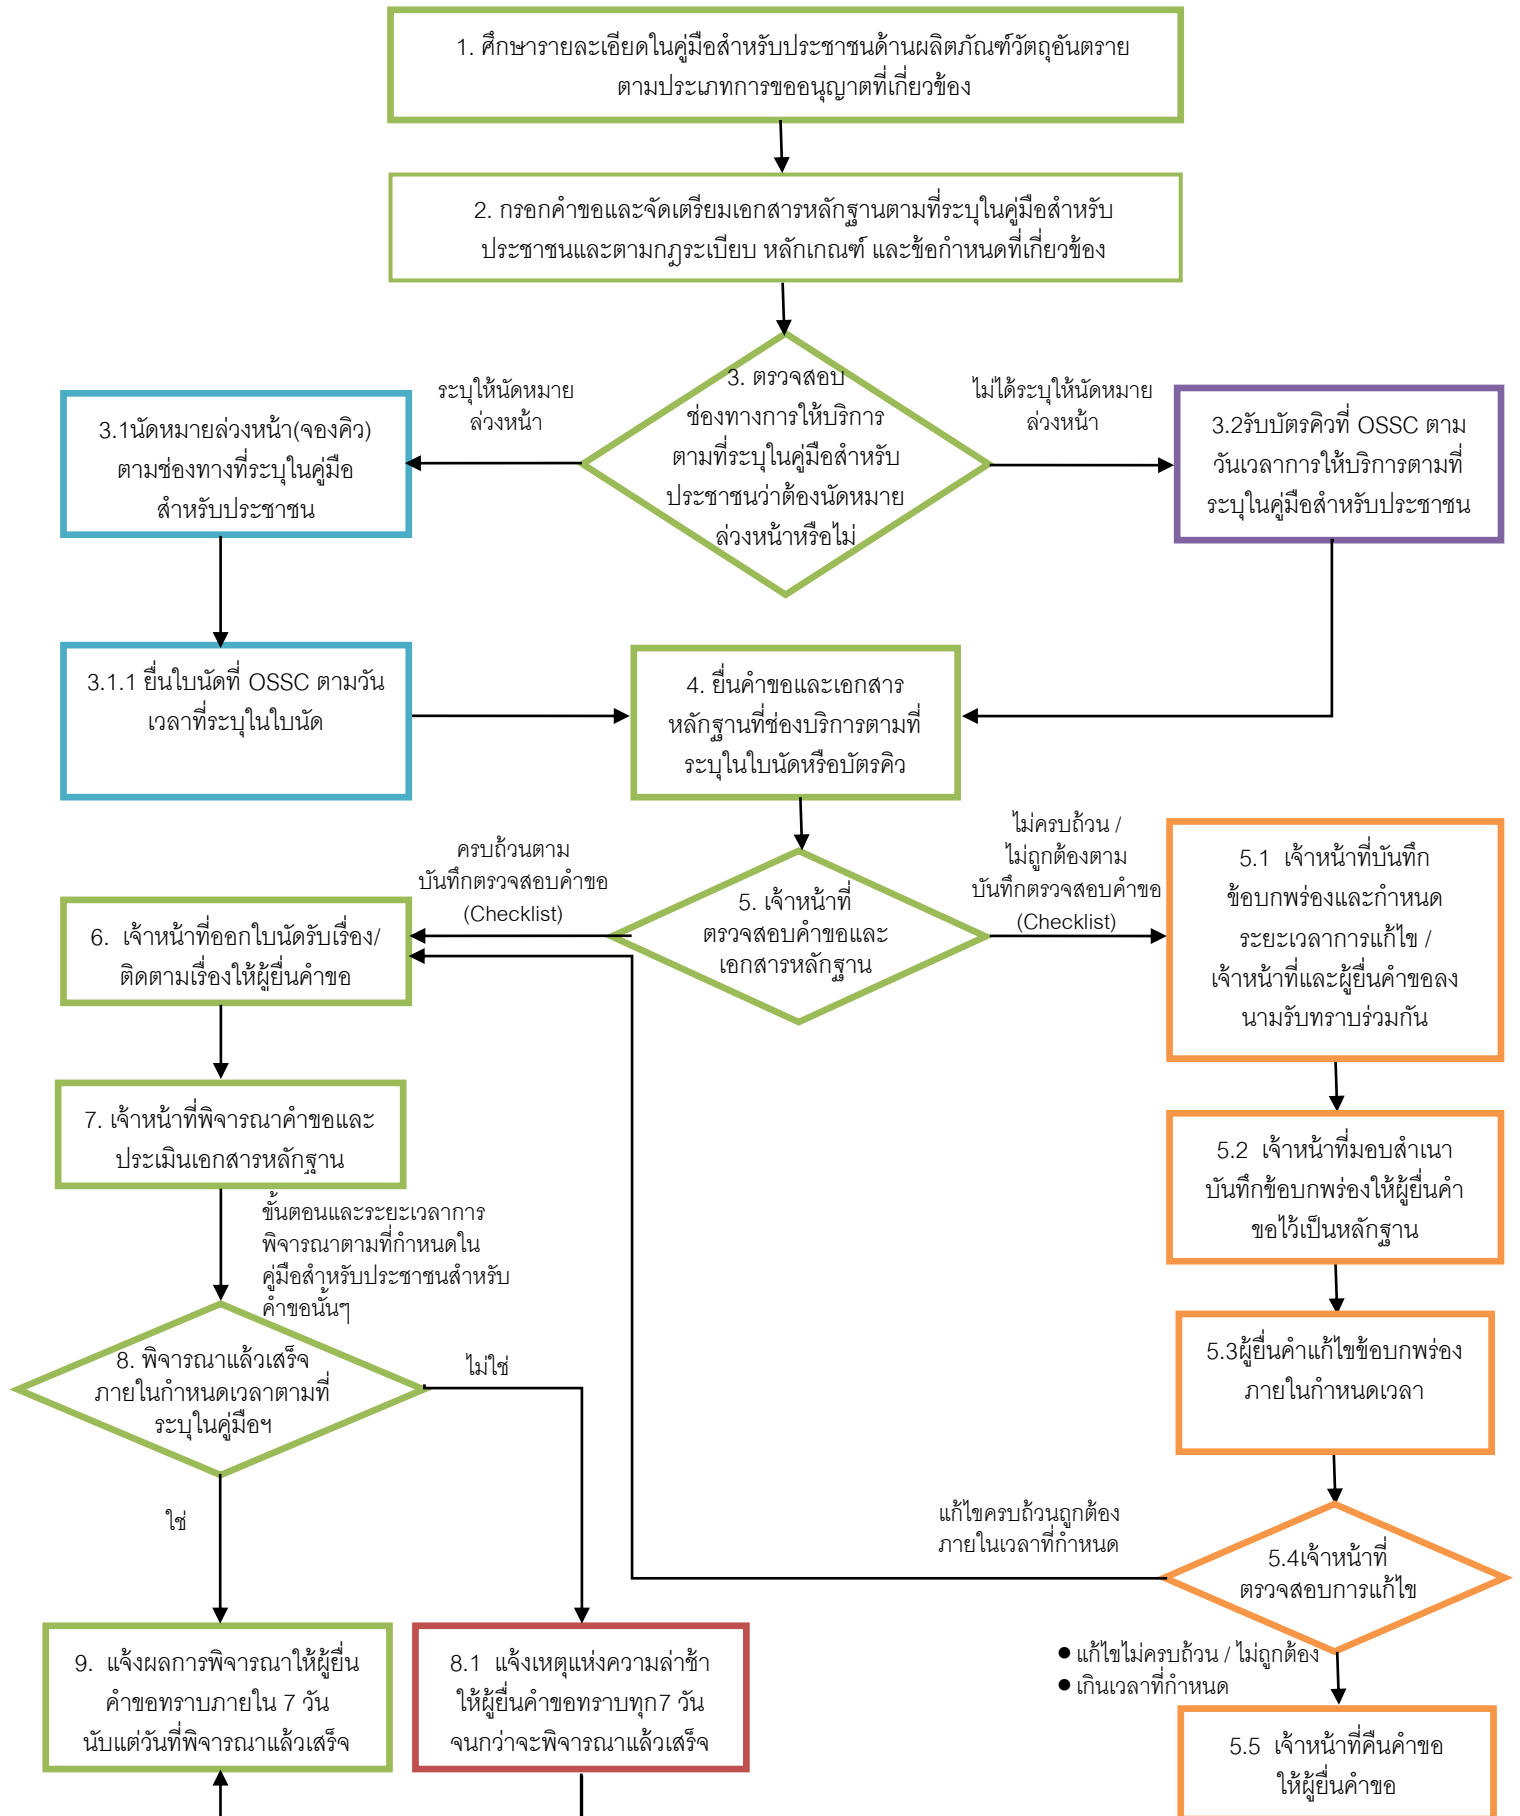 1. ศึกษารายละเอียดในคู่มือสำหรับประชาชนด้านผลิตภัณฑ์วัตถุอันตราย
ตามประเภทการขออนุญาตที่เกี่ยวข้อง
2. กรอกคำขอและจัดเตรียมเอกสารหลักฐานตามที่ระบุในคู่มือสำหรับ
ประชาชนและตามกฎระเบียบ หลักเกณฑ์ และข้อกำหนดที่เกี่ยวข้อง
3. ตรวจสอบ
ช่องทางการให้บริการ
ตามที่ระบุในคู่มือสำหรับ
ประชาชนว่าต้องนัดหมาย
ล่วงหน้าหรือไม่
ระบุให้นัดหมาย
ล่วงหน้า
ไม่ได้ระบุให้นัดหมาย
ล่วงหน้า
3.1นัดหมายล่วงหน้า(จองคิว)
ตามช่องทางที่ระบุในคู่มือ
สำหรับประชาชน
3.2รับบัตรคิวที่ OSSC ตาม
วันเวลาการให้บริการตามที่
ระบุในคู่มือสำหรับประชาชน
3.1.1 ยื่นใบนัดที่ OSSC ตามวัน
เวลาที่ระบุในใบนัด
4. ยื่นคำขอและเอกสาร
หลักฐานที่ช่องบริการตามที่
ระบุในใบนัดหรือบัตรคิว
ครบถ้วนตาม
บันทึกตรวจสอบคำขอ
(Checklist)
5. เจ้าหน้าที่
ตรวจสอบคำขอและ
เอกสารหลักฐาน
ไม่ครบถ้วน /
ไม่ถูกต้องตาม
บันทึกตรวจสอบคำขอ
(Checklist)
5.1 เจ้าหน้าที่บันทึก
ข้อบกพร่องและกำหนด
ระยะเวลาการแก้ไข /
เจ้าหน้าที่และผู้ยื่นคำขอลง
นามรับทราบร่วมกัน
6. เจ้าหน้าที่ออกใบนัดรับเรื่อง/
ติดตามเรื่องให้ผู้ยื่นคำขอ
7. เจ้าหน้าที่พิจารณาคำขอและ
ประเมินเอกสารหลักฐาน
5.2 เจ้าหน้าที่มอบสำเนา
บันทึกข้อบกพร่องให้ผู้ยื่นคำ
ขอไว้เป็นหลักฐาน
ขั้นตอนและระยะเวลาการ
พิจารณาตามที่กำหนดใน
คู่มือสำหรับประชาชนสำหรับ
คำขอนั้นๆ
8. พิจารณาแล้วเสร็จ
ภายในกำหนดเวลาตามที่
ระบุในคู่มือฯ
ไม่ใช่
ใช่
5.3ผู้ยื่นคำแก้ไขข้อบกพร่อง
ภายในกำหนดเวลา
แก้ไขครบถ้วนถูกต้อง
ภายในเวลาที่กำหนด
5.4เจ้าหน้าที่
ตรวจสอบการแก้ไข
9. แจ้งผลการพิจารณาให้ผู้ยื่น
คำขอทราบภายใน 7 วัน
นับแต่วันที่พิจารณาแล้วเสร็จ
8.1 แจ้งเหตุแห่งความล่าช้า
ให้ผู้ยื่นคำขอทราบทุก7 วัน
จนกว่าจะพิจารณาแล้วเสร็จ
● แก้ไขไม่ครบถ้วน / ไม่ถูกต้อง
● เกินเวลาที่กำหนด
5.5 เจ้าหน้าที่คืนคำขอ
ให้ผู้ยื่นคำขอ